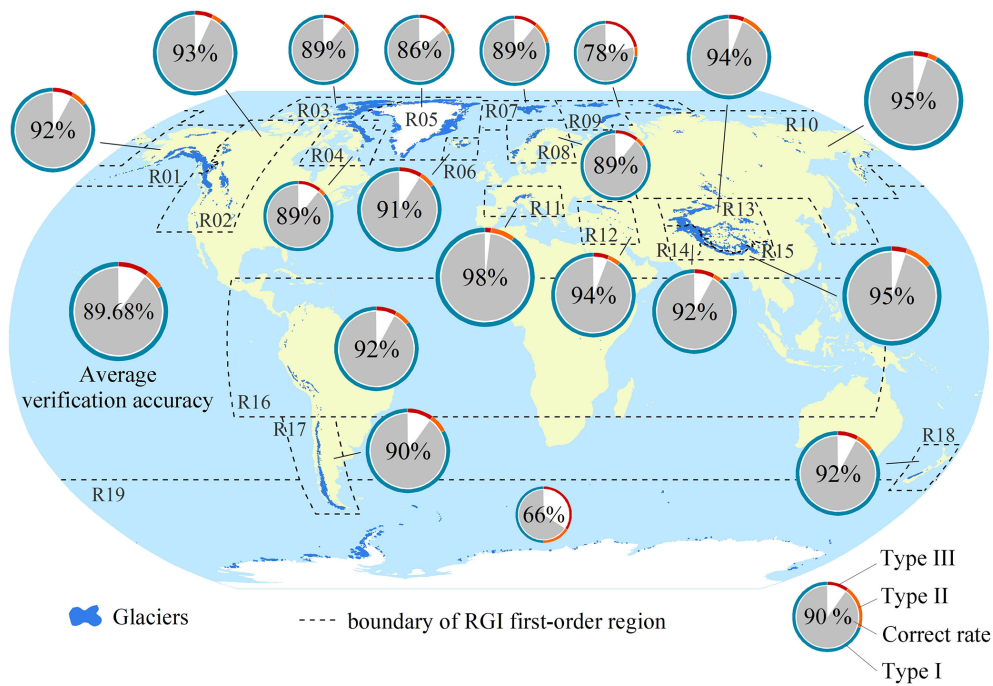 93%
89%
86%
89%
78%
94%
95%
92%
R03
R05
R07
R09
R10
R04
R06
R08
89%
R01
R02
89%
91%
R11
R12
R13
R14
R15
98%
94%
92%
95%
89.68%
Average
verification accuracy
92%
R16
R17
90%
R18
92%
R19
66%
Type III
Type II
90 %
Correct rate
Type I
Glaciers
boundary of RGI first-order region